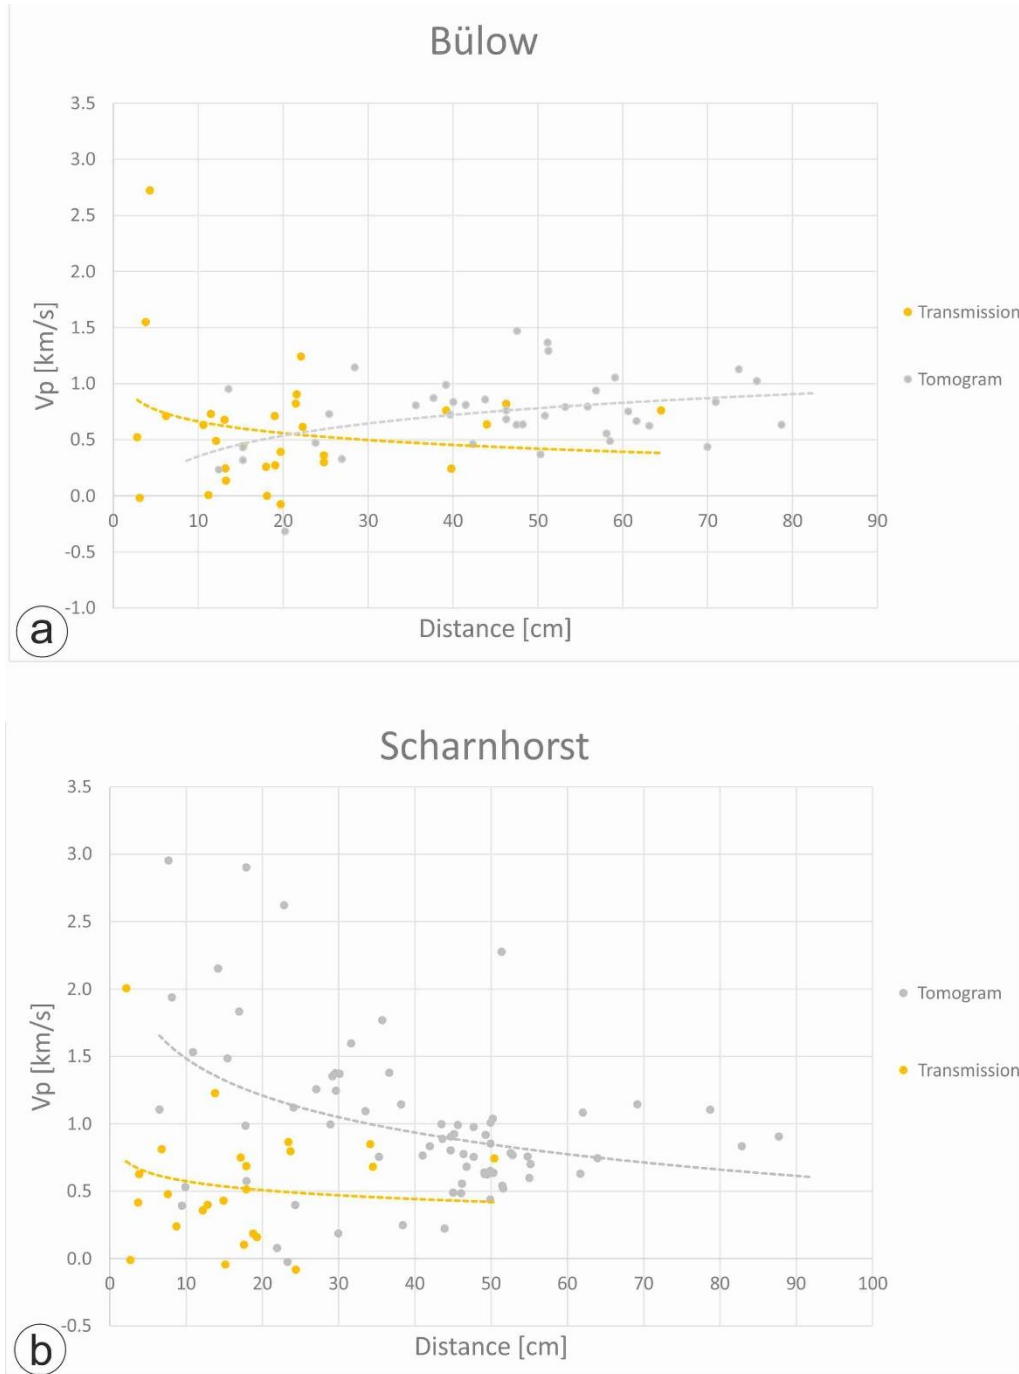 Bülow
3.5
3.0
2.5
2.0
1.5
1.0
0.5
0.0
-0.5
-1.0
Vp [km/s]
0 10 20 30 40 50 60 70 80 90
Distance [cm]
Transmission
Tomogram
a
Scharnhorst
3.5
3.0
2.5
2.0
1.5
1.0
0.5
0.0
-0.5
Vp [km/s]
0 10 20 30 40 50 60 70 80 90 100
Distance [cm]
Tomogram
Transmission
b